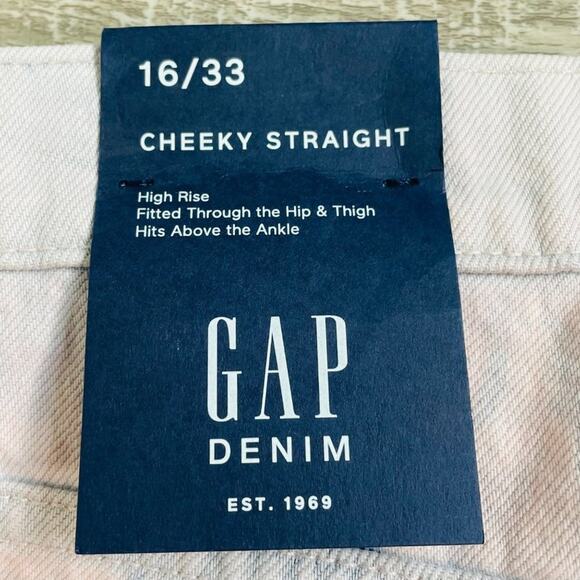 16/33
CHEEKY STRAIGHT
High Rise
Fitted Through the Hip & Thigh
Hits Above the Ankle
GAP
DENIM
EST. 1969